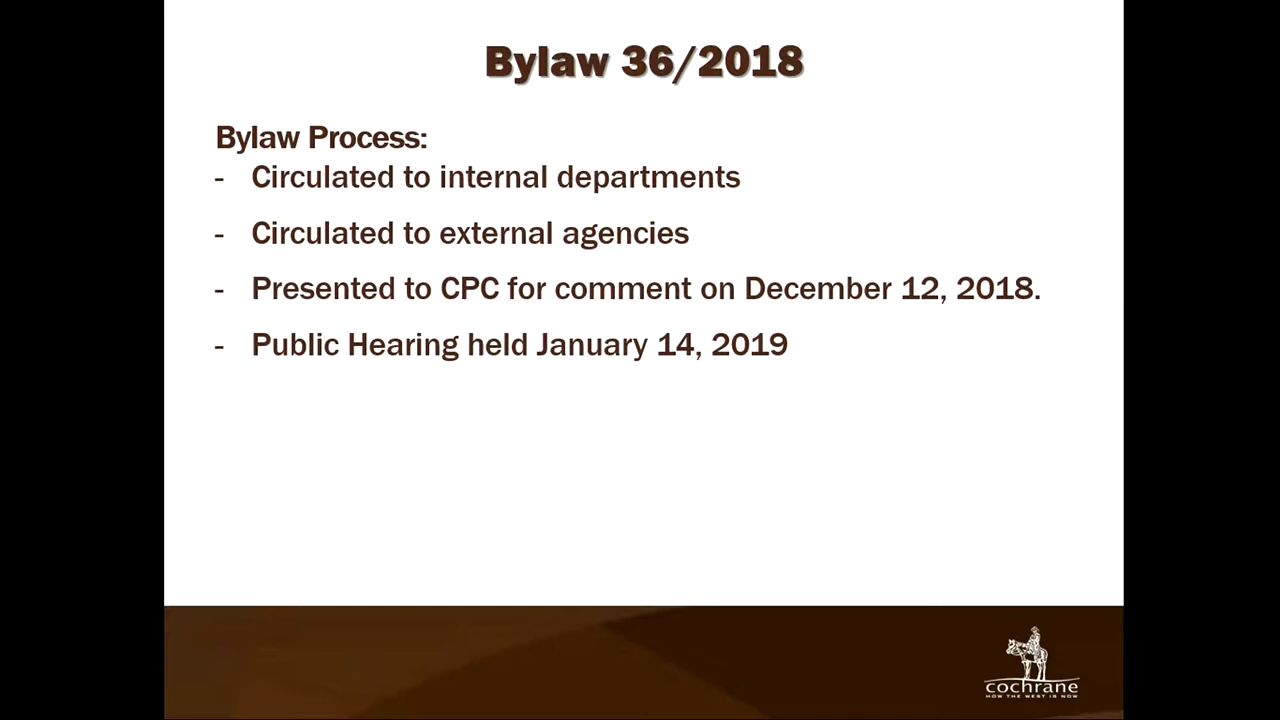 Bylaw 36/2018
Bylaw Process:
- Circulated to internal departments
- Circulated to external agencies
- Presented to CPC for comment on December 12, 2018.
- Public Hearing held January 14, 2019
cochrane
HOW THE WEST IS NOW